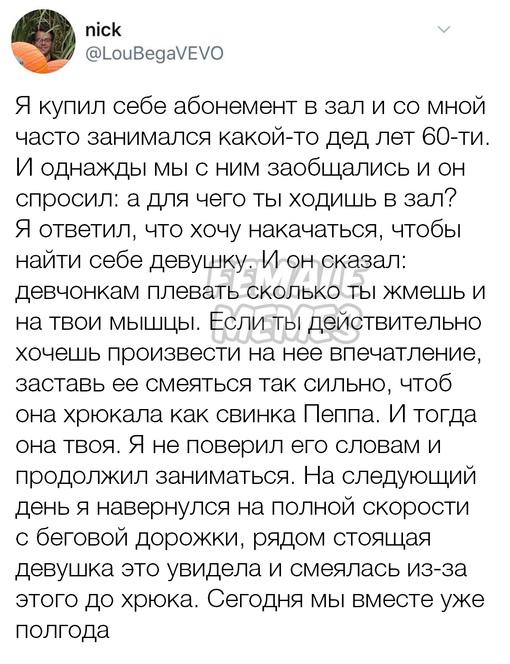 nick
@LouBegaVEVO
Я купил себе абонемент в зал и со мной
часто занимался какой-то дед лет 60-ти.
И однажды мы с ним заобщались и он
спросил: а для чего ты ходишь в зал?
Я ответил, что хочу накачаться, чтобы
найти себе девушку. И он сказал:
девчонкам плевать сколько ты жмешь и
на твои мышцы. Если ты действительно
хочешь произвести на нее впечатление,
заставь ее смеяться так сильно, чтоб
она хрюкала как свинка Пеппа. И тогда
она твоя. Я не поверил его словам и
продолжил заниматься. На следующий
день я навернулся на полной скорости
с беговой дорожки, рядом стоящая
девушка это увидела и смеялась из-за
этого до хрюка. Сегодня мы вместе уже
полгода
FEMALE
MEMES